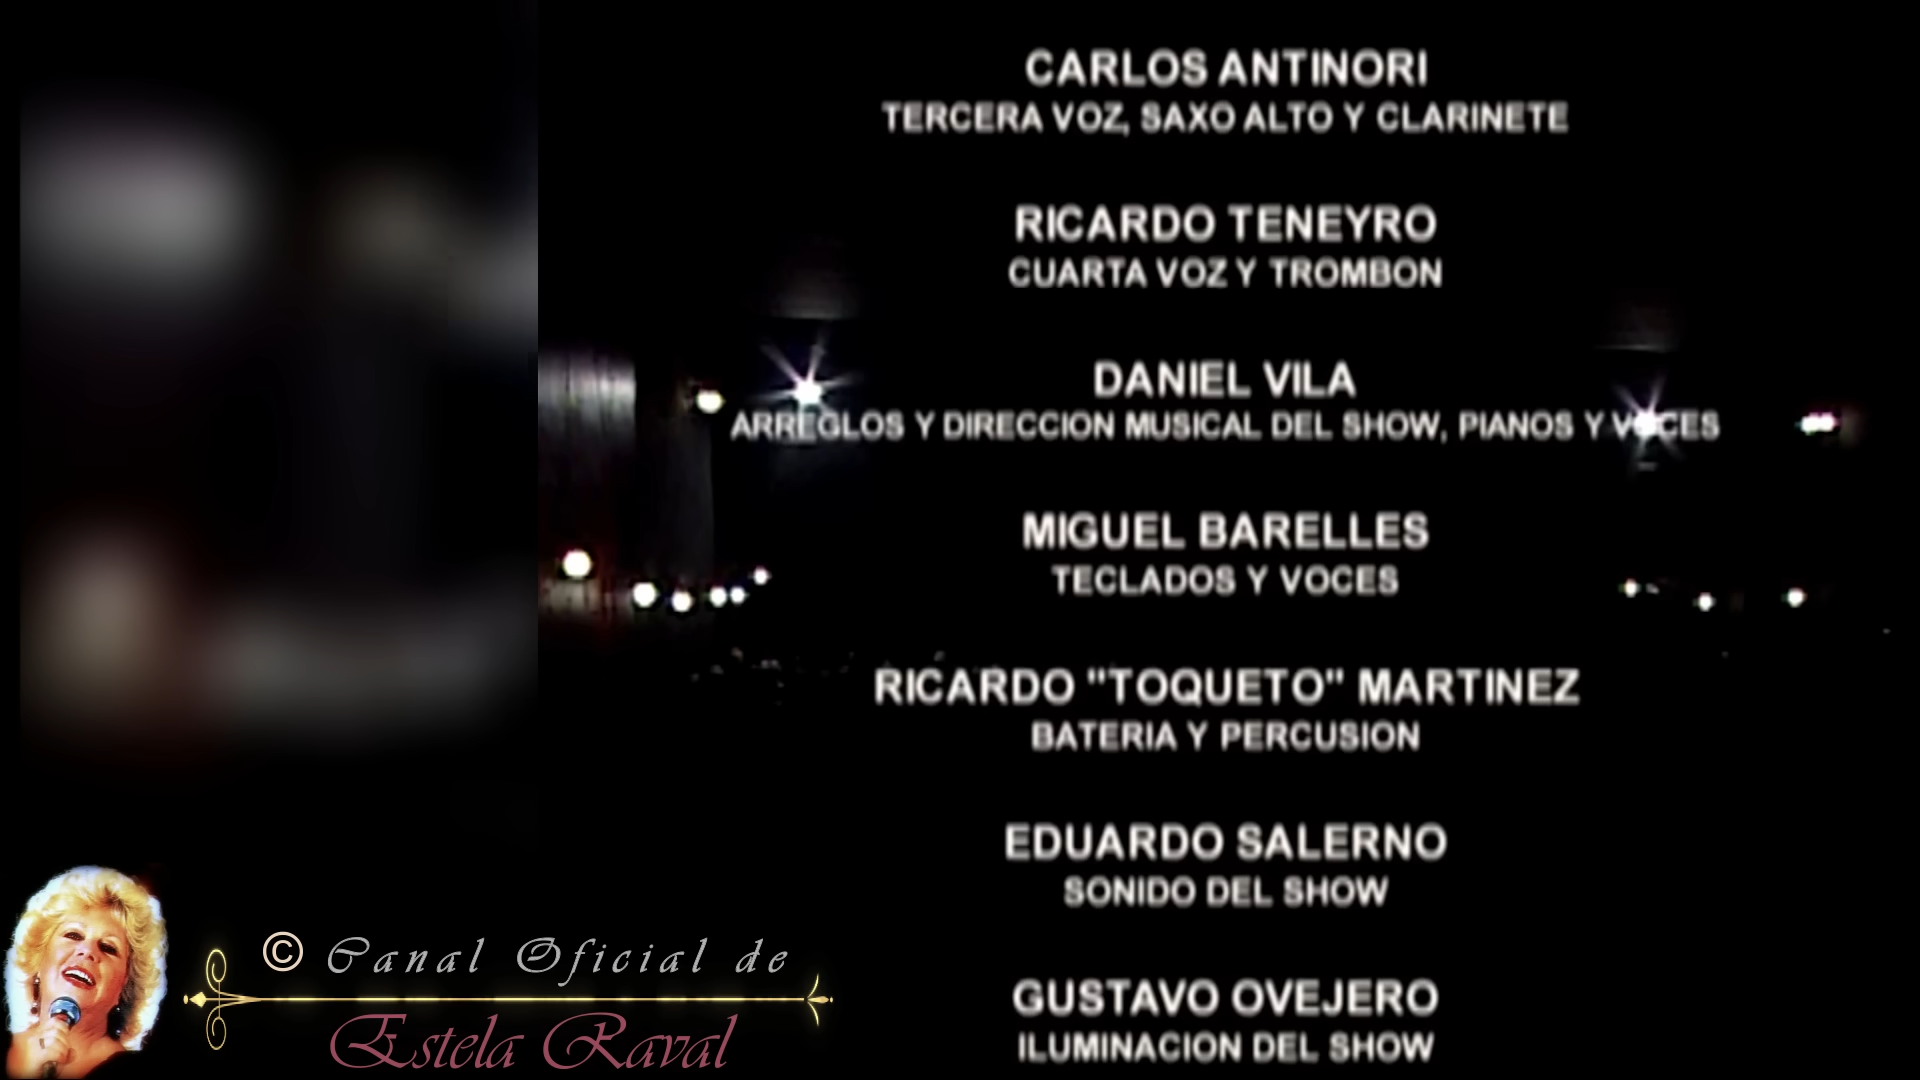 CARLOS ANTINORI
TERCERA VOZ, SAXO ALTO Y CLARINETE
RICARDO TENEYRO
CUARTA VOZ Y TROMBON
DANIEL VILA
ARREGLOS Y DIRECCION MUSICAL DEL SHOW, PIANOS Y VOCES
MIGUEL BARELLES
TECLADOS Y VOCES
RICARDO "TOQUETO" MARTINEZ
BATERIA Y PERCUSION
EDUARDO SALERNO
SONIDO DEL SHOW
GUSTAVO OVEJERO
ILUMINACION DEL SHOW
© Canal Oficial de
Estela Raval